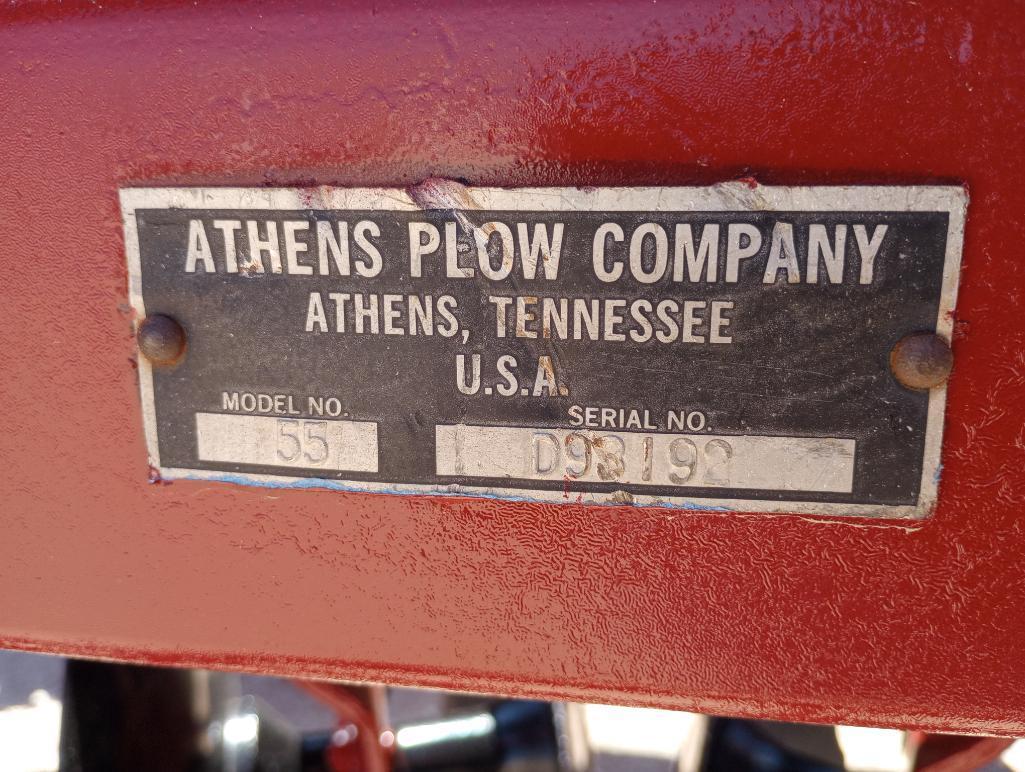 ATHENS PLOW COMPANY
ATHENS, TENNESSEE
U.S.A.
MODEL NO. SERIAL NO.
55 D93192